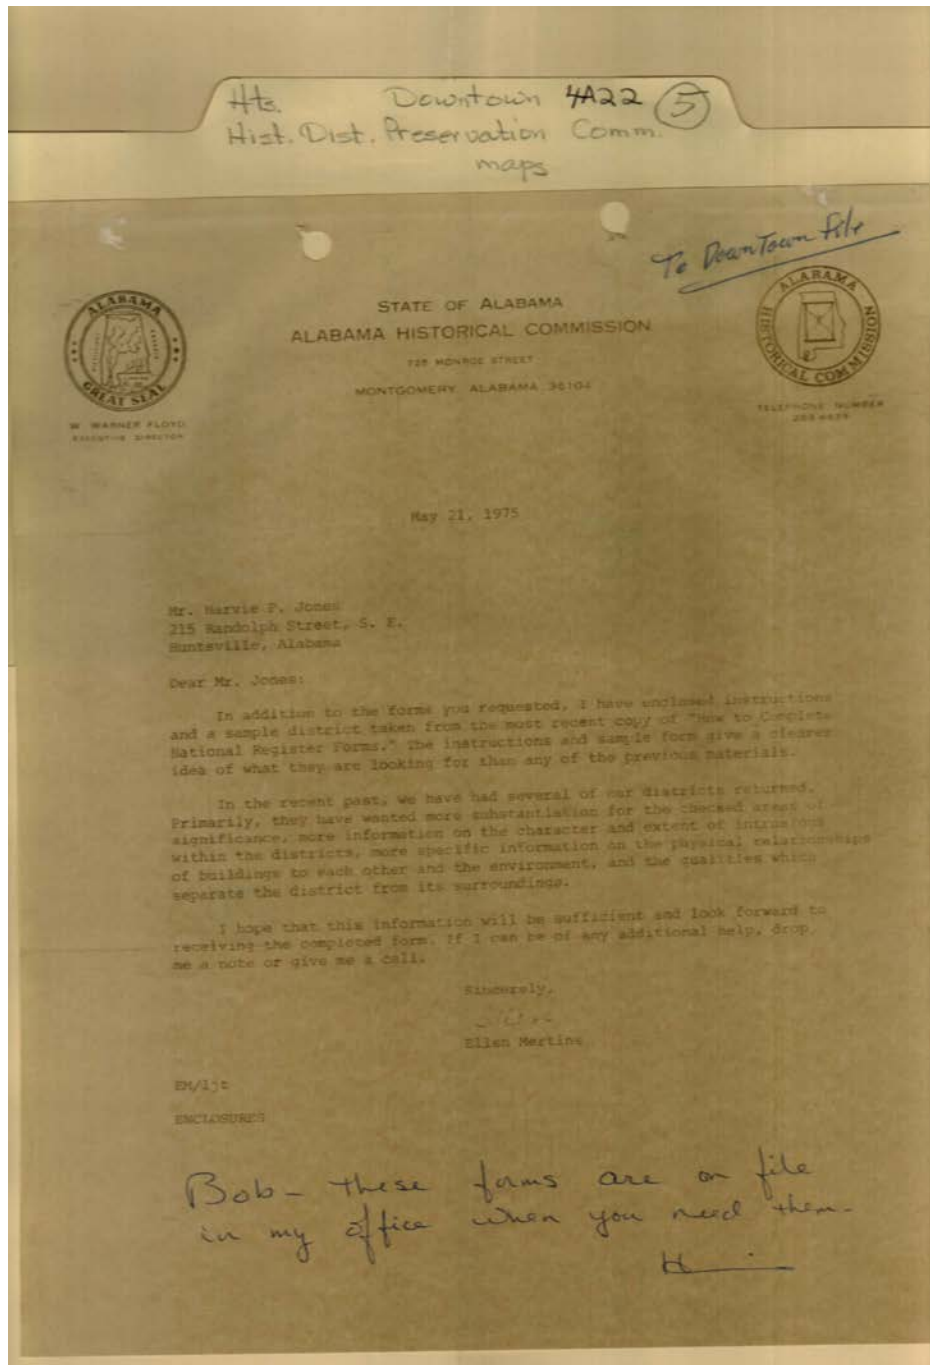 Hts. Downtown 4A22 5
Hist. Dist. Preservation Comm.
maps
To DownTown File
ALABAMA
GREAT SEAL
W. WARNER FLOYD
EXECUTIVE DIRECTOR
STATE OF ALABAMA
ALABAMA HISTORICAL COMMISSION
725 MONROE STREET
MONTGOMERY, ALABAMA 36104
ALABAMA
HISTORICAL COMMISSION
TELEPHONE NUMBER
May 21, 1975
Mr. Harvie P. Jones
215 Randolph Street, S. E.
Huntsville, Alabama
Dear Mr. Jones:
In addition to the forms you requested, I have enclosed instructions
and a sample district taken from the most recent copy of "How to Complete
National Register Forms." The instructions and sample form give a clearer
idea of what they are looking for than any of the previous materials.
In the recent past, we have had several of our districts returned.
Primarily, they have wanted more substantiation for the checked areas of
significance, more information on the character and extent of intrusions
within the districts, more specific information on the physical relationships
of buildings to each other and the environment, and the qualities which
separate the district from its surroundings.
I hope that this information will be sufficient and look forward to
receiving the completed form. If I can be of any additional help, drop
me a note or give me a call.
Sincerely,
Ellen Mertins
EM/ljt
ENCLOSURES
Bob - these forms are on file
in my office when you need them.